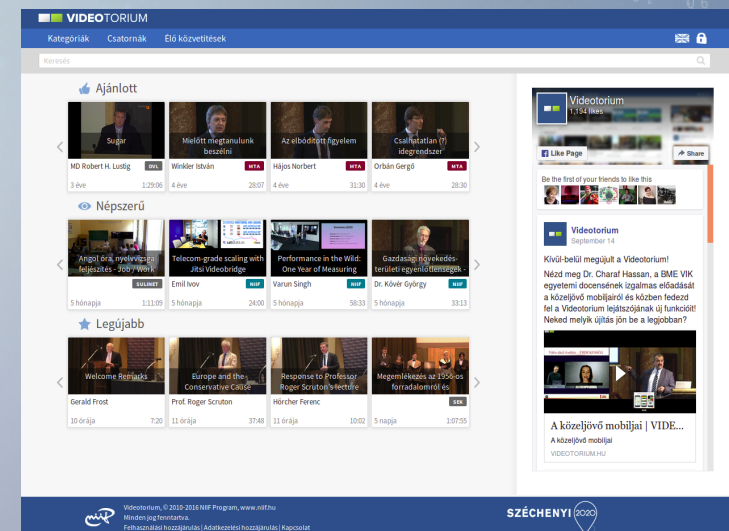 VIDEOTORIUM
Kategóriák Csatornák Élő közvetítések
Keresés
Ajánlott
Sugar
Mielőtt megtanulunk beszélni
Az elbódított figyelem
Csalhatatlan (?) idegrendszer
MD Robert H. Lustig DVL
Winkler István MTA
Hájos Norbert MTA
Orbán Gergő MTA
3 éve 1:29:06
4 éve 28:07
4 éve 31:30
4 éve 28:30
Népszerű
Angol óra, nyelvvizsga feljészítés - Job / Work
Telecom-grade scaling with Jitsi Videobridge
Performance in the Wild: One Year of Measuring
Gazdasági növekedés- területi egyenlőtlenségek -
SULINET
Emil Ivov NIIF
Varun Singh NIIF
Dr. Kövér György NIIF
5 hónapja 1:11:09
5 hónapja 24:00
5 hónapja 58:33
5 hónapja 33:13
Legújabb
Welcome Remarks
Europe and the Conservative Cause
Response to Professor Roger Scruton's lecture
Megemlékezés az 1956-os forradalomról és
Gerald Frost
Prof. Roger Scruton
Hörcher Ferenc
SEK
10 órája 7:20
11 órája 37:48
11 órája 10:02
5 napja 1:07:55
Videotorium
1,194 likes
Like Page
Share
Be the first of your friends to like this
Videotorium
September 14
Kívül-belül megújult a Videotorium!
Nézd meg Dr. Charaf Hassan, a BME VIK
egyetemi docensének izgalmas előadását
a közeljövő mobiljairól és közben fedezd
fel a Videotorium lejátszójának új funkcióit!
Neked melyik újítás jön be a legjobban?
A közeljövő mobiljai | VIDE...
A közeljövő mobiljai
VIDEOTORIUM.HU
niif
Videotorium, © 2010-2016 NIIF Program, www.niif.hu
Minden jog fenntartva.
Felhasználási hozzájárulás | Adatkezelési hozzájárulás | Kapcsolat
SZÉCHENYI 2020